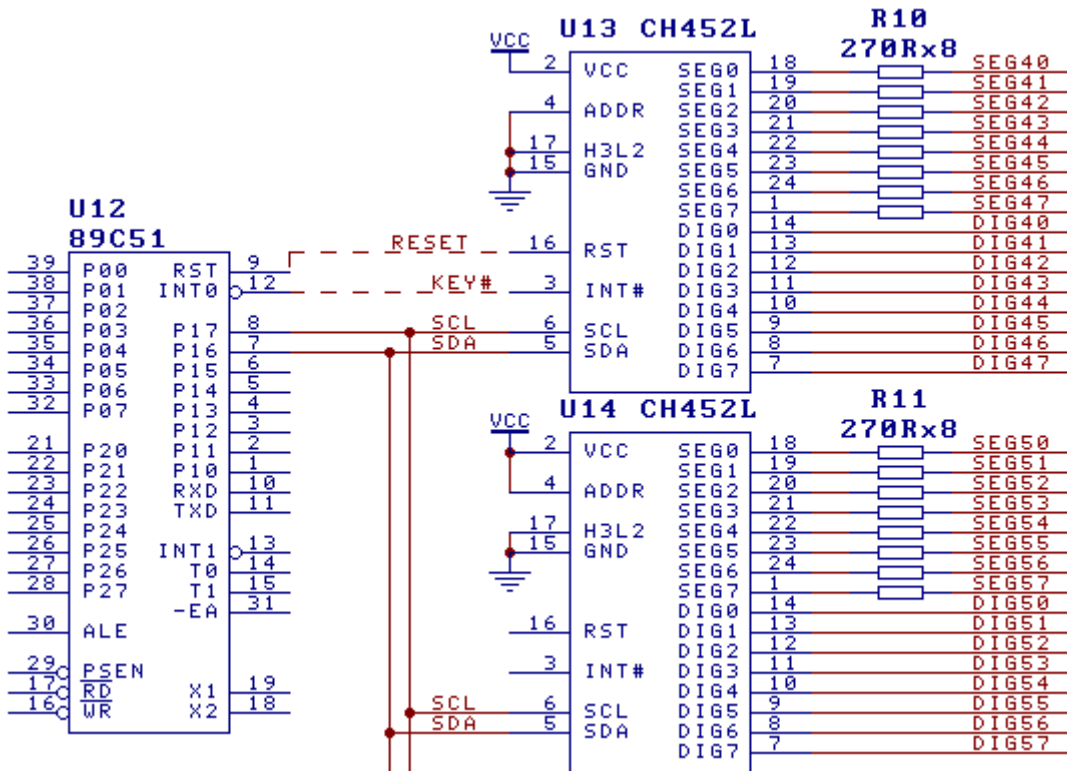 U13 CH452L
R10
270Rx8
VCC
2 VCC SEG0 18 SEG40
SEG1 19 SEG41
4 ADDR SEG2 20 SEG42
SEG3 21 SEG43
17 H3L2 SEG4 22 SEG44
15 GND SEG5 23 SEG45
SEG6 24 SEG46
SEG7 1 SEG47
DIG0 14 DIG40
16 RST DIG1 13 DIG41
DIG2 12 DIG42
3 INT# DIG3 11 DIG43
DIG4 10 DIG44
6 SCL DIG5 9 DIG45
5 SDA DIG6 8 DIG46
DIG7 7 DIG47
RESET
KEY#
SCL
SDA
U12
89C51
39 P00 RST 9
38 P01 INT0 12
37 P02
36 P03 P17 8
35 P04 P16 7
34 P05 P15 6
33 P06 P14 5
32 P07 P13 4
P12 3
21 P20 P11 2
22 P21 P10 1
23 P22 RXD 10
24 P23 TXD 11
25 P24
26 P25 INT1 13
27 P26 T0 14
28 P27 T1 15
-EA 31
30 ALE
29 PSEN
17 RD X1 19
16 WR X2 18
U14 CH452L
R11
270Rx8
VCC
2 VCC SEG0 18 SEG50
SEG1 19 SEG51
4 ADDR SEG2 20 SEG52
SEG3 21 SEG53
17 H3L2 SEG4 22 SEG54
15 GND SEG5 23 SEG55
SEG6 24 SEG56
SEG7 1 SEG57
DIG0 14 DIG50
16 RST DIG1 13 DIG51
DIG2 12 DIG52
3 INT# DIG3 11 DIG53
DIG4 10 DIG54
SCL 6 SCL DIG5 9 DIG55
SDA 5 SDA DIG6 8 DIG56
DIG7 7 DIG57